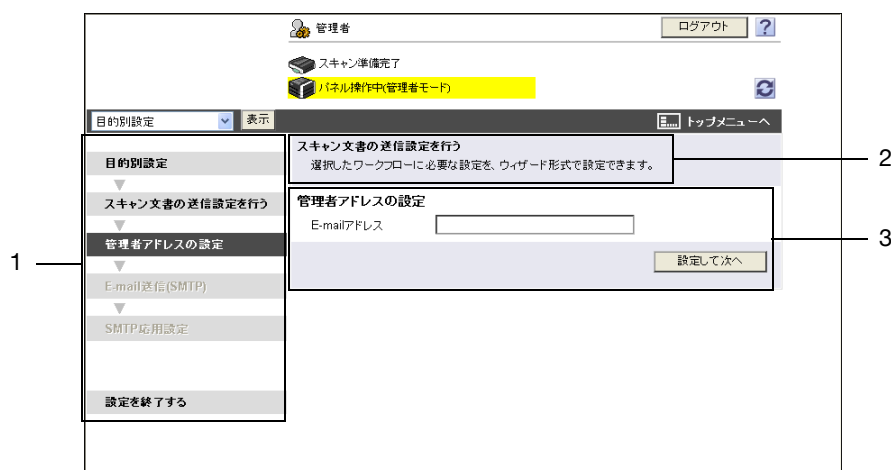 管理者
ログアウト
?
スキャン準備完了
パネル操作中(管理者モード)
目的別設定
表示
トップメニューへ
目的別設定
スキャン文書の送信設定を行う
管理者アドレスの設定
E-mail送信(SMTP)
SMTP応用設定
設定を終了する
スキャン文書の送信設定を行う
選択したワークフローに必要な設定を、ウィザード形式で設定できます。
管理者アドレスの設定
E-mailアドレス
設定して次へ
1
2
3